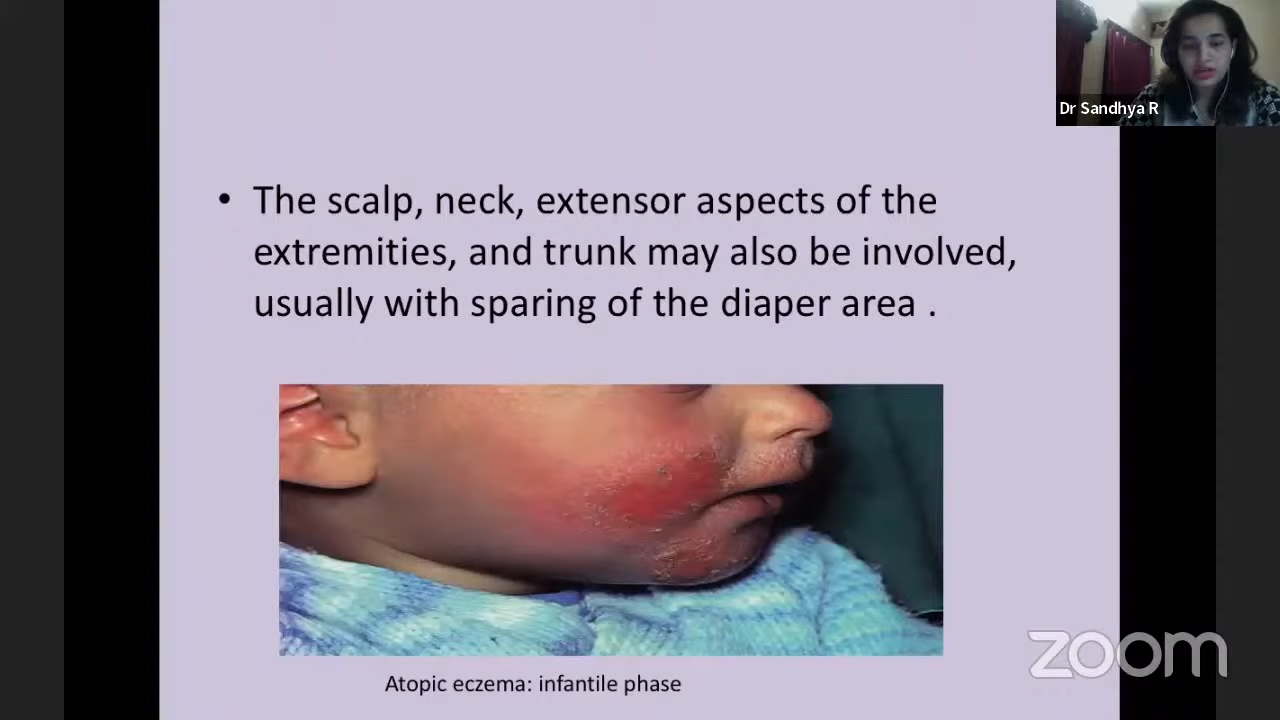 Dr Sandhya R
• The scalp, neck, extensor aspects of the
extremities, and trunk may also be involved,
usually with sparing of the diaper area .
Atopic eczema: infantile phase
zoom